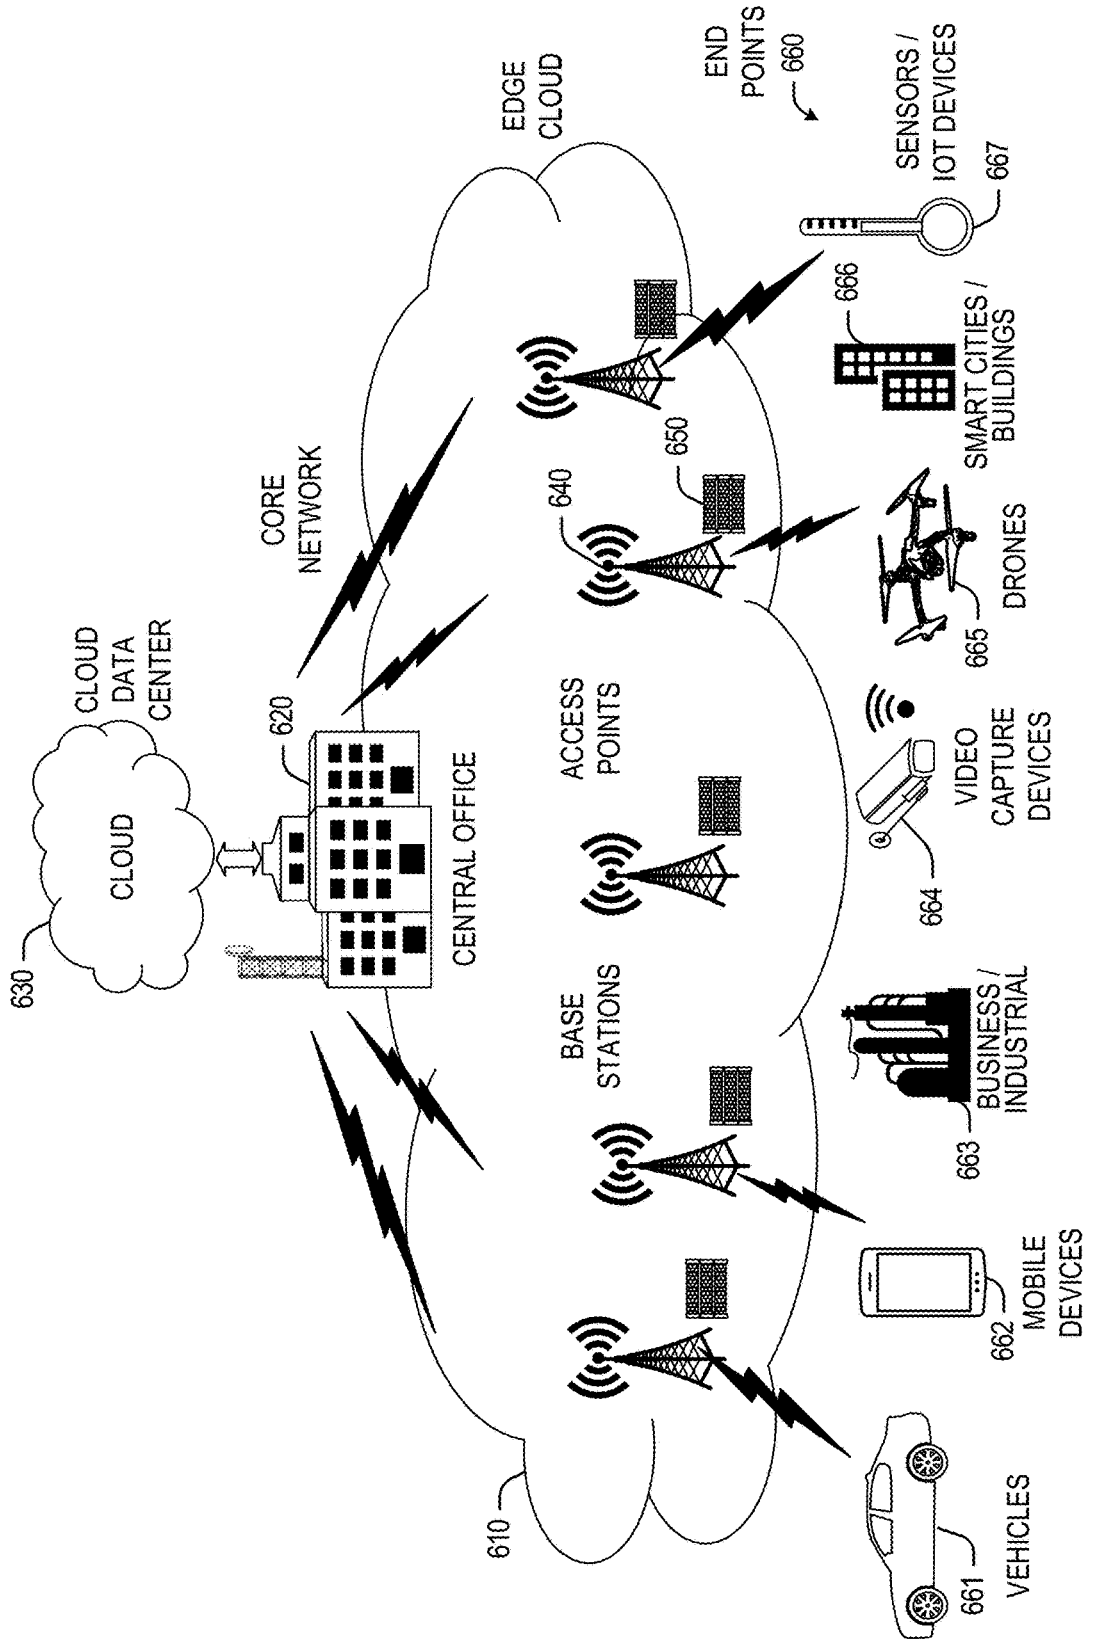 CLOUD
DATA
CENTER
630
CLOUD
620
CORE
NETWORK
CENTRAL OFFICE
EDGE
CLOUD
610
BASE
STATIONS
ACCESS
POINTS
640
650
END
POINTS
660
661
VEHICLES
662
MOBILE
DEVICES
663
BUSINESS /
INDUSTRIAL
664
VIDEO
CAPTURE
DEVICES
665
DRONES
666
SMART CITIES /
BUILDINGS
667
SENSORS /
IOT DEVICES